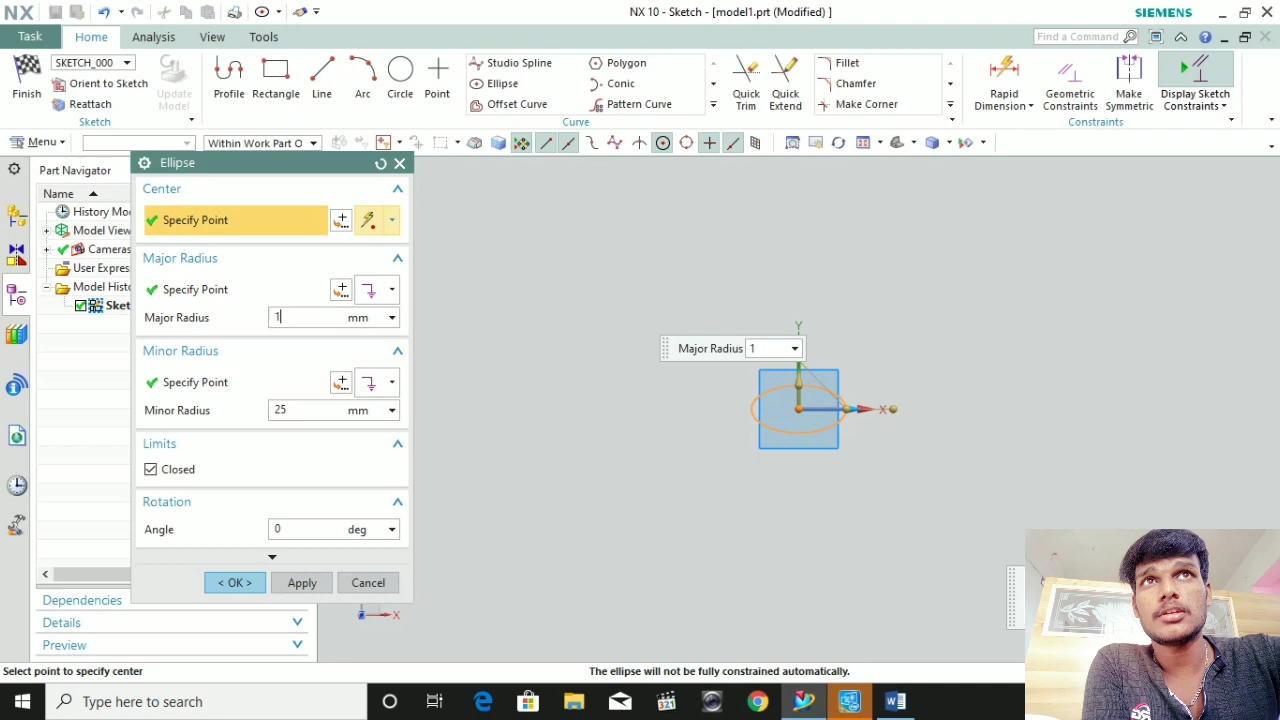 NX
Switch Window
NX 10 - Sketch - [model1.prt (Modified) ]
SIEMENS
Task
Home
Analysis
View
Tools
Find a Command
Finish
SKETCH_000
Orient to Sketch
Reattach
Update
Model
Sketch
Profile
Rectangle
Line
Arc
Circle
Point
Studio Spline
Ellipse
Offset Curve
Polygon
Conic
Pattern Curve
Curve
Quick
Trim
Quick
Extend
Fillet
Chamfer
Make Corner
Rapid
Dimension
Geometric
Constraints
Make
Symmetric
Display Sketch
Constraints
Constraints
Menu
Within Work Part O
Part Navigator
Name
History Mo
Model View
Cameras
User Expres
Model Histo
Sket
Ellipse
Center
Specify Point
Major Radius
Specify Point
Major Radius
1
mm
Minor Radius
Specify Point
Minor Radius
25
mm
Limits
Closed
Rotation
Angle
0
deg
< OK >
Apply
Cancel
Dependencies
Details
Preview
X
Y
Major Radius 1
X
Select point to specify center
The ellipse will not be fully constrained automatically.
Type here to search
321